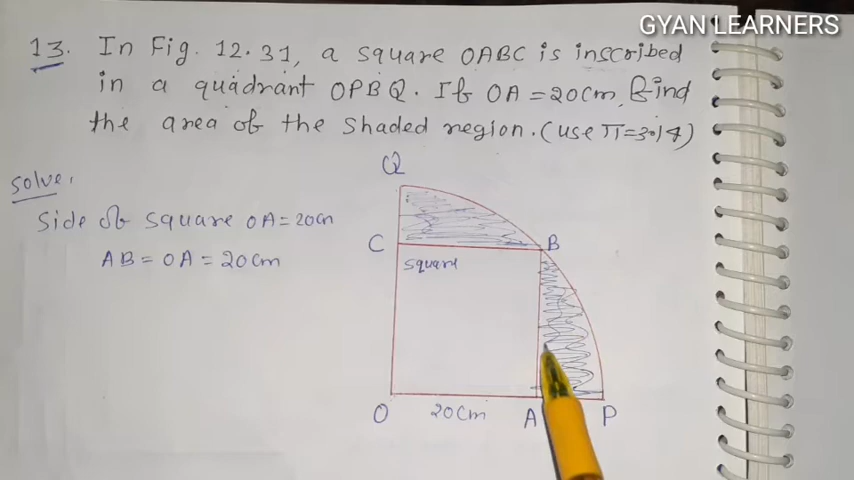 GYAN LEARNERS
13. In Fig. 12.31, a square OABC is inscribed
in a quadrant OPBQ. If OA = 20cm, find
the area of the shaded region. (use π=3.14)
solve,
Side of square OA = 20cm
AB = OA = 20cm
Q
C
B
square
O
20cm
A
P